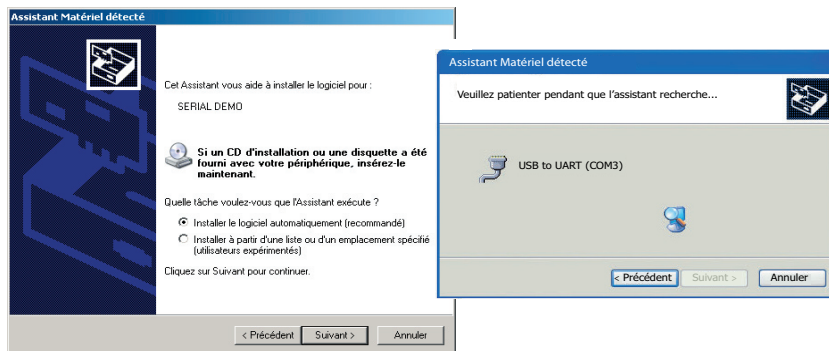 Assistant Matériel détecté
Cet Assistant vous aide à installer le logiciel pour :
SERIAL DEMO
Si un CD d'installation ou une disquette a été
fourni avec votre périphérique, insérez-le
maintenant.
Quelle tâche voulez-vous que l'Assistant exécute ?
Installer le logiciel automatiquement (recommandé)
Installer à partir d'une liste ou d'un emplacement spécifié
(utilisateurs expérimentés)
Cliquez sur Suivant pour continuer.
< Précédent
Suivant >
Annuler
Assistant Matériel détecté
Veuillez patienter pendant que l’assistant recherche...
USB to UART (COM3)
< Précédent
Suivant >
Annuler